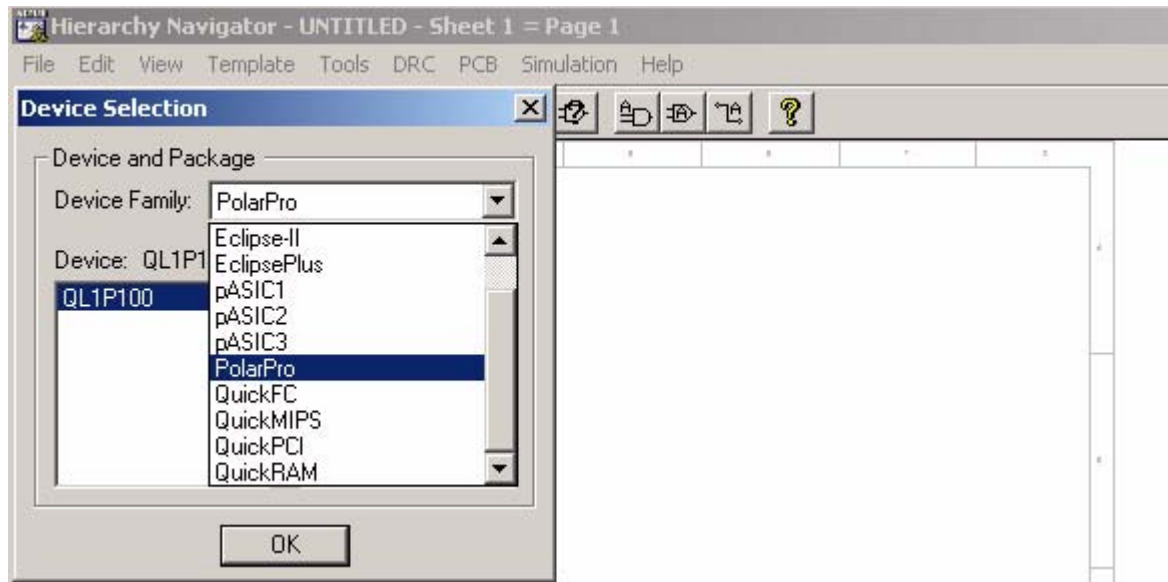 Hierarchy Navigator - UNTITLED - Sheet 1 = Page 1
File Edit View Template Tools DRC PCB Simulation Help
Device Selection
Device and Package
Device Family: PolarPro
Device: QL1P1
QL1P100
Eclipse-II
EclipsePlus
pASIC1
pASIC2
pASIC3
PolarPro
QuickFC
QuickMIPS
QuickPCI
QuickRAM
OK